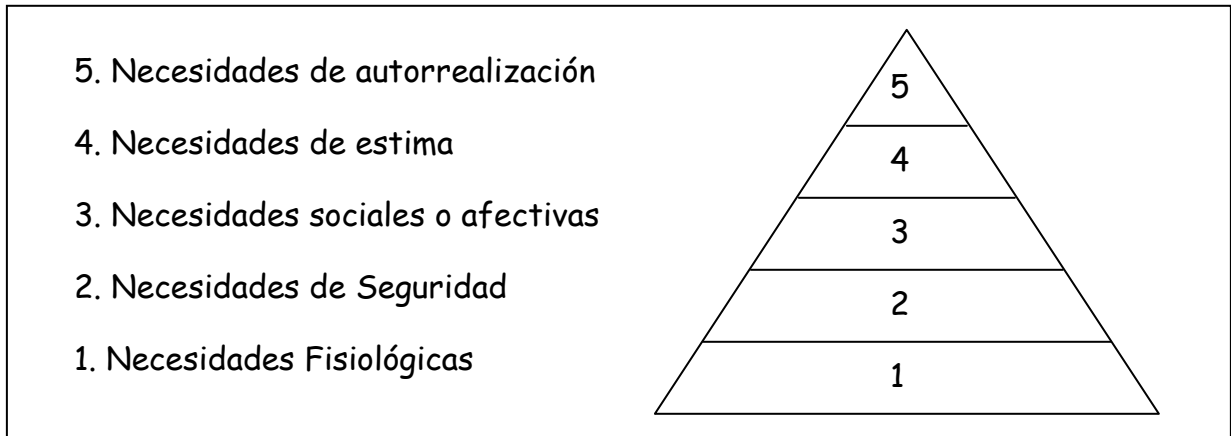 5. Necesidades de autorrealización
4. Necesidades de estima
3. Necesidades sociales o afectivas
2. Necesidades de Seguridad
1. Necesidades Fisiológicas
5
4
3
2
1